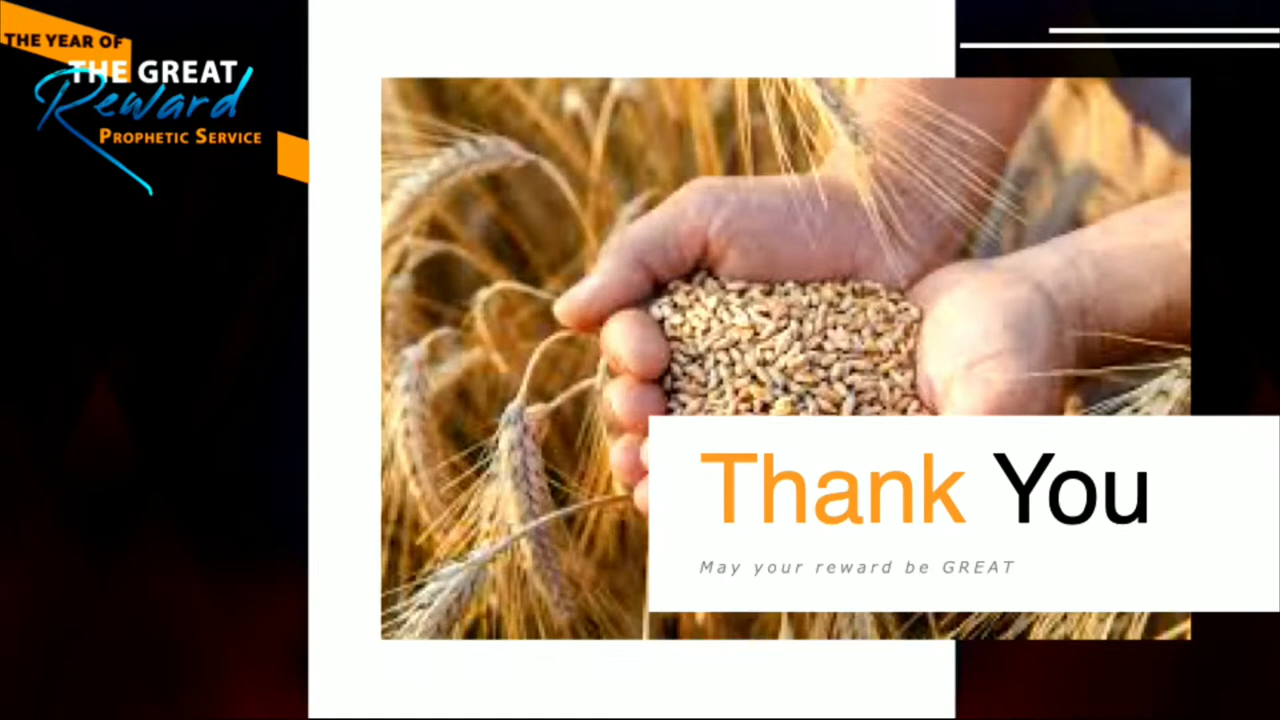 THE YEAR OF
THE GREAT
Reward
PROPHETIC SERVICE
Thank You
May your reward be GREAT